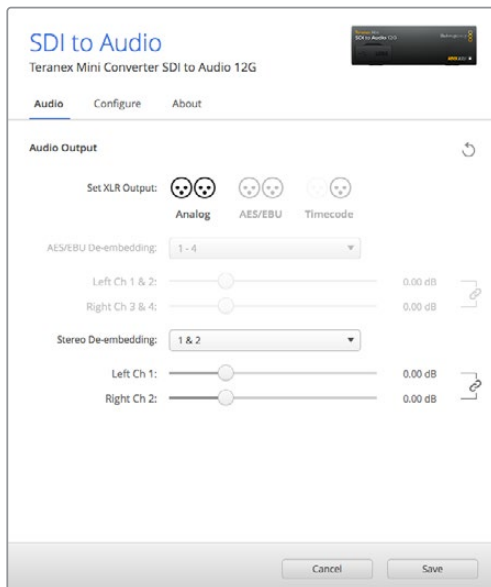 SDI to Audio
Teranex Mini Converter SDI to Audio 12G
Audio Configure About
Audio Output
Set XLR Output:
Analog AES/EBU Timecode
AES/EBU De-embedding: 1 - 4
Left Ch 1 & 2: 0.00 dB
Right Ch 3 & 4: 0.00 dB
Stereo De-embedding: 1 & 2
Left Ch 1: 0.00 dB
Right Ch 2: 0.00 dB
Cancel Save